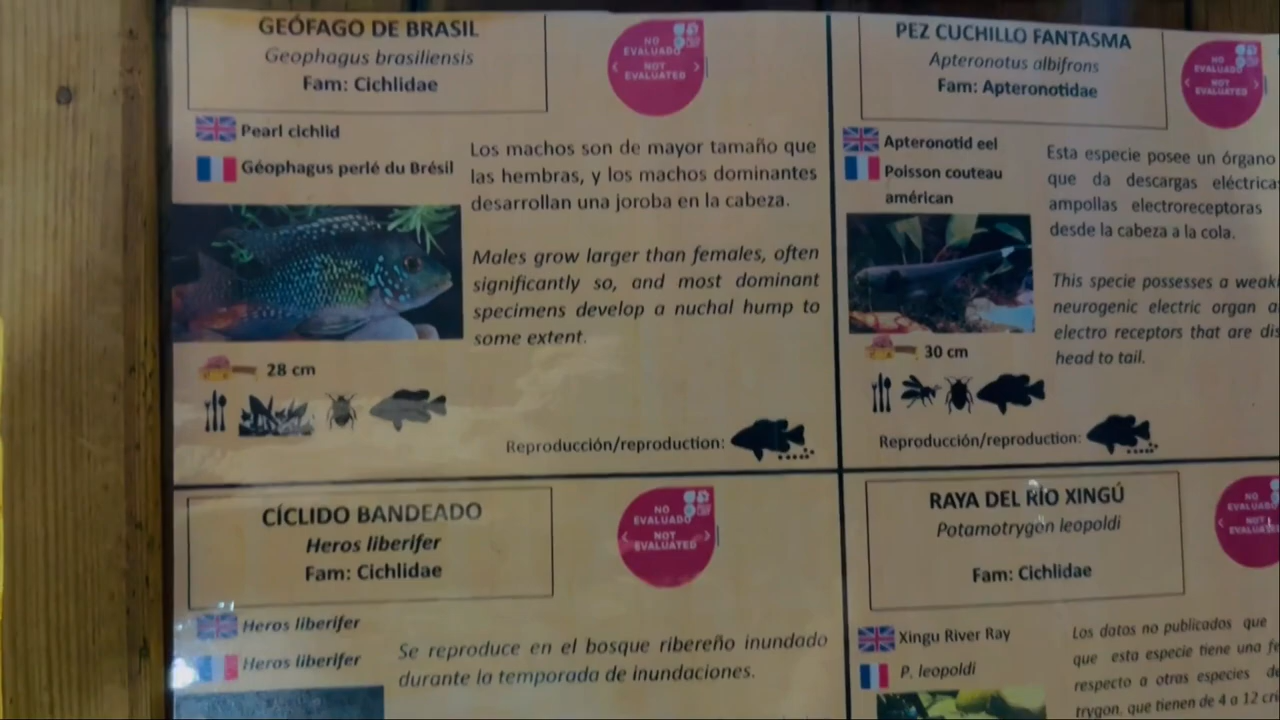 GEÓFAGO DE BRASIL
Geophagus brasiliensis
Fam: Cichlidae
NO
EVALUADO
NOT
EVALUATED
Pearl cichlid
Géophagus perlé du Brésil
Los machos son de mayor tamaño que
las hembras, y los machos dominantes
desarrollan una joroba en la cabeza.
Males grow larger than females, often
significantly so, and most dominant
specimens develop a nuchal hump to
some extent.
28 cm
Reproducción/reproduction:
PEZ CUCHILLO FANTASMA
Apteronotus albifrons
Fam: Apteronotidae
NO
EVALUADO
NOT
EVALUATED
Apteronotid eel
Poisson couteau
américan
Esta especie posee un órgano
que da descargas eléctrica
ampollas electroreceptoras
desde la cabeza a la cola.
This specie possesses a weak
neurogenic electric organ a
electro receptors that are dis
head to tail.
30 cm
Reproducción/reproduction:
CÍCLIDO BANDEADO
Heros liberifer
Fam: Cichlidae
NO
EVALUADO
NOT
EVALUATED
Heros liberifer
Heros liberifer
Se reproduce en el bosque ribereño inundado
durante la temporada de inundaciones.
RAYA DEL RÍO XINGÚ
Potamotrygon leopoldi
Fam: Cichlidae
NO
EVALUADO
NOT
EVALUATED
Xingu River Ray
P. leopoldi
Los datos no publicados que
que esta especie tiene una
respecto a otras especies
trygon, que tienen de 4 a 12